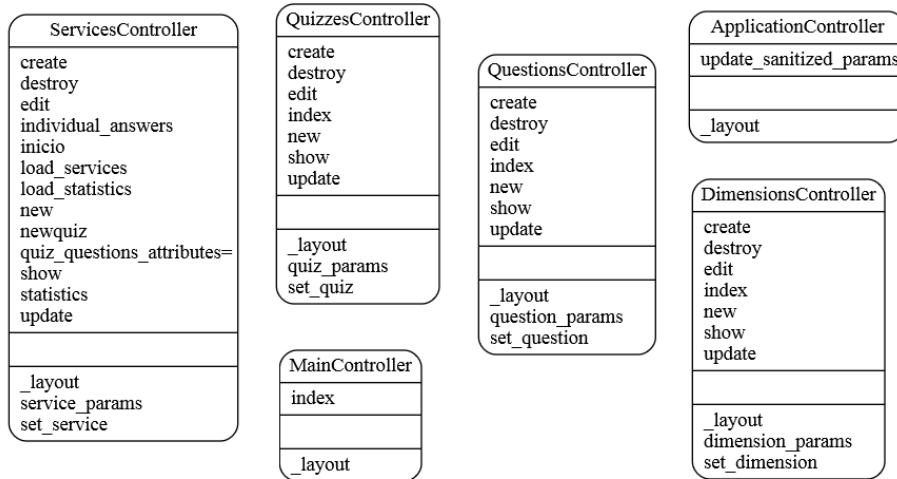 ServicesController
create
destroy
edit
individual_answers
inicio
load_services
load_statistics
new
newquiz
quiz_questions_attributes=
show
statistics
update
_layout
service_params
set_service
QuizzesController
create
destroy
edit
index
new
show
update
_layout
quiz_params
set_quiz
MainController
index
_layout
QuestionsController
create
destroy
edit
index
new
show
update
_layout
question_params
set_question
ApplicationController
update_sanitized_params
_layout
DimensionsController
create
destroy
edit
index
new
show
update
_layout
dimension_params
set_dimension